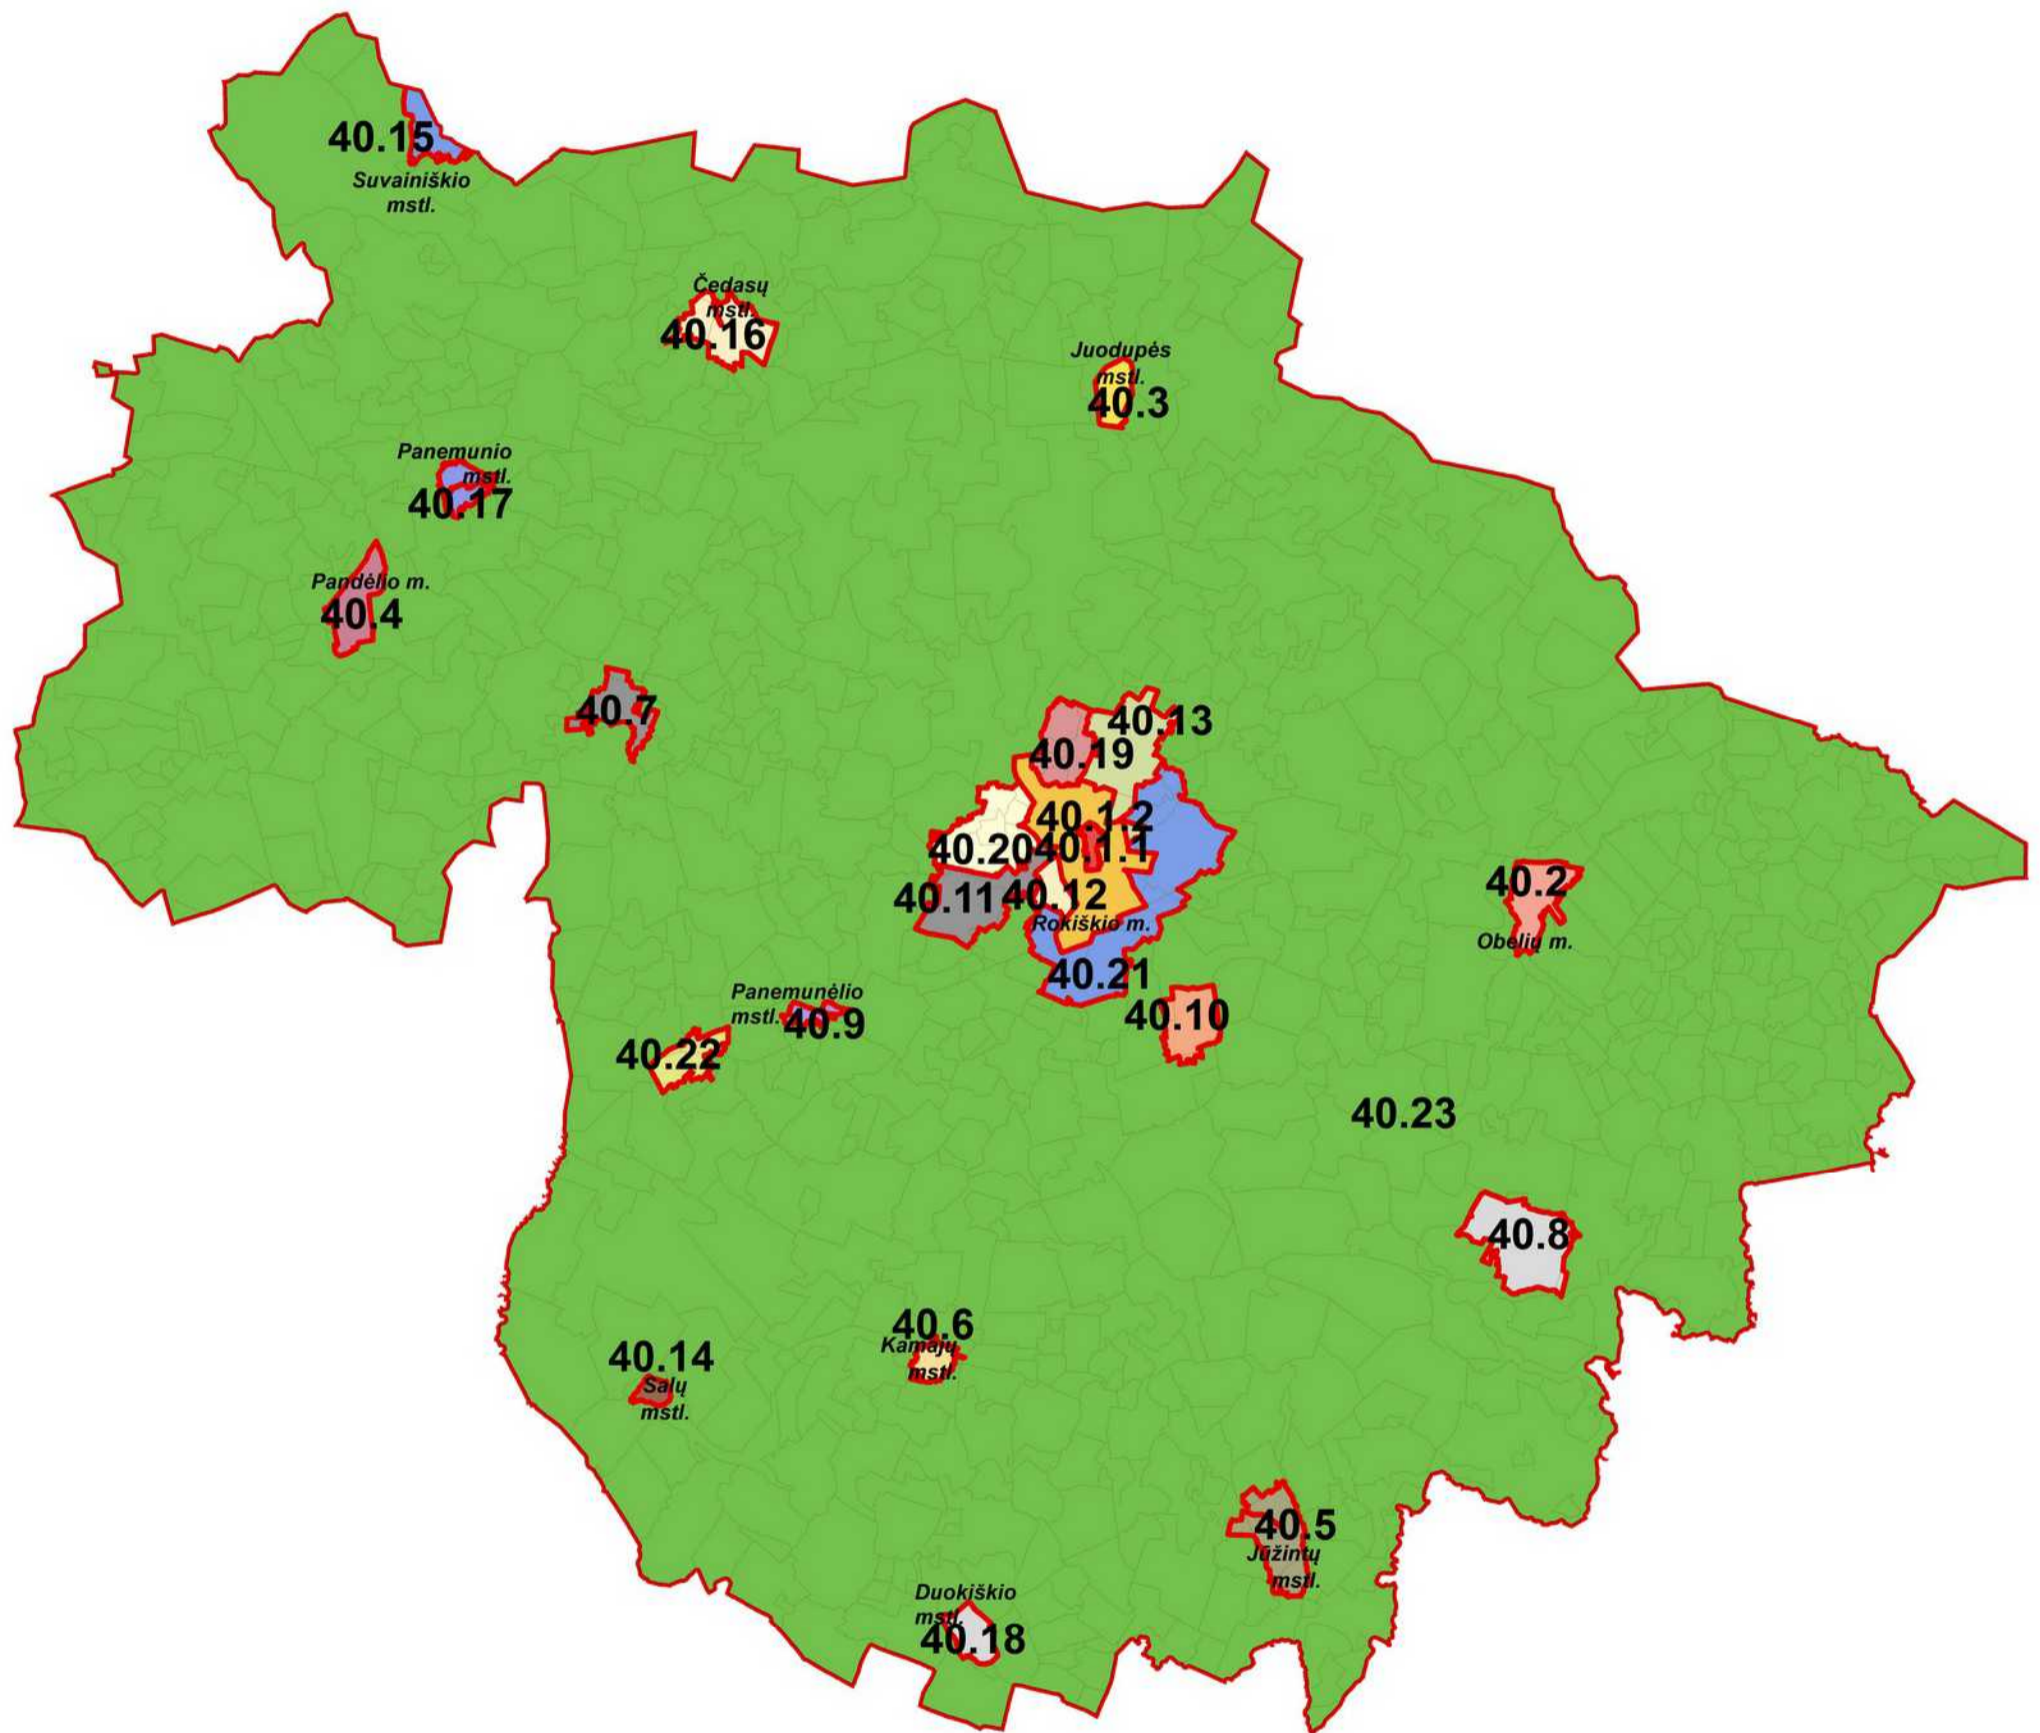 40.15
Suvainiškio
mstl.
Čedasų
mstl.
40.16
Juodupės
mstl.
40.3
Panemunio
mstl.
40.17
Pandėlio m.
40.4
40.7
40.13
40.19
40.1.2
40.20
40.1.1
40.11
40.12
Rokiškio m.
40.2
Obelių m.
40.21
40.10
Panemunėlio
mstl.
40.9
40.22
40.23
40.8
40.6
Kamajų
mstl.
40.14
Salų
mstl.
40.5
Jūžintų
mstl.
Duokiškio
mstl.
40.18